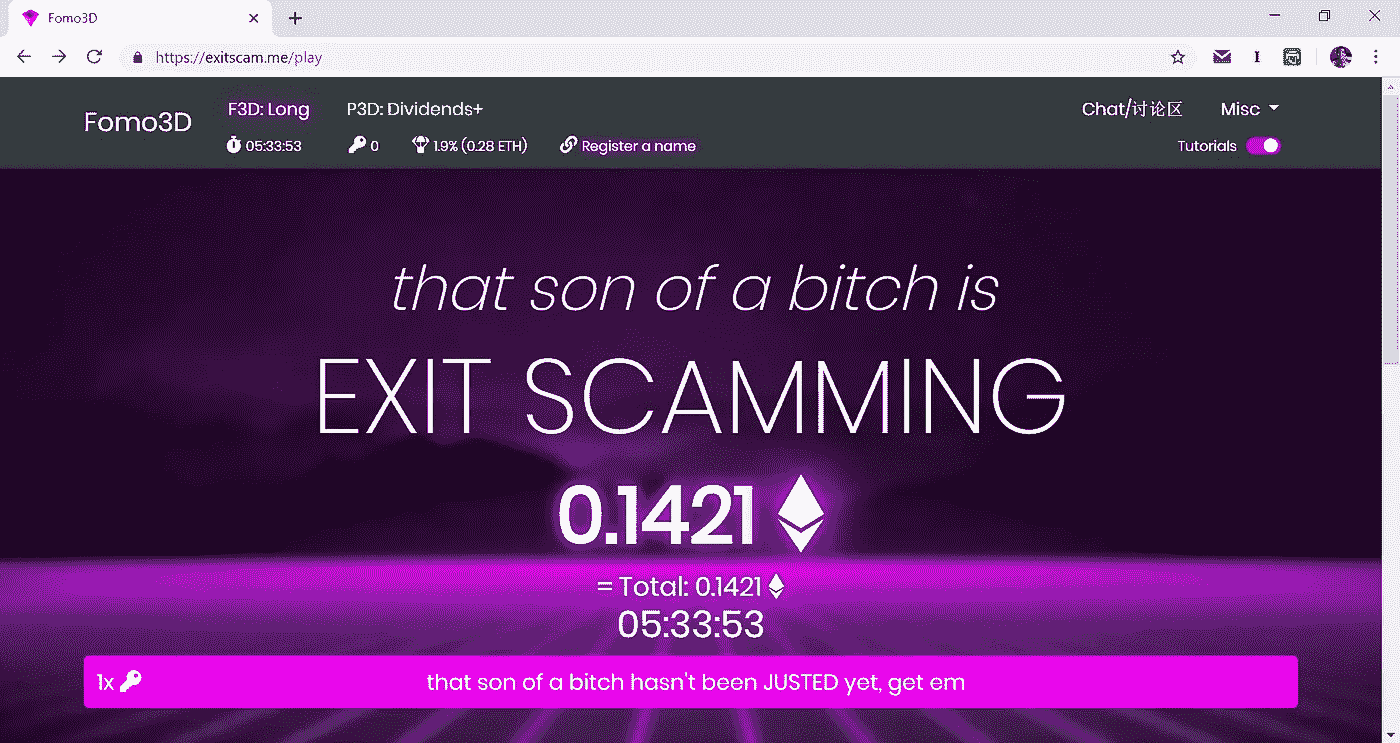 Fomo3D
https://exitscam.me/play
Fomo3D
F3D: Long
P3D: Dividends+
Chat/讨论区
Misc
05:33:53
0
1.9% (0.28 ETH)
Register a name
Tutorials
that son of a bitch is
EXIT SCAMMING
0.1421
= Total: 0.1421
05:33:53
1x
that son of a bitch hasn't been JUSTED yet, get em